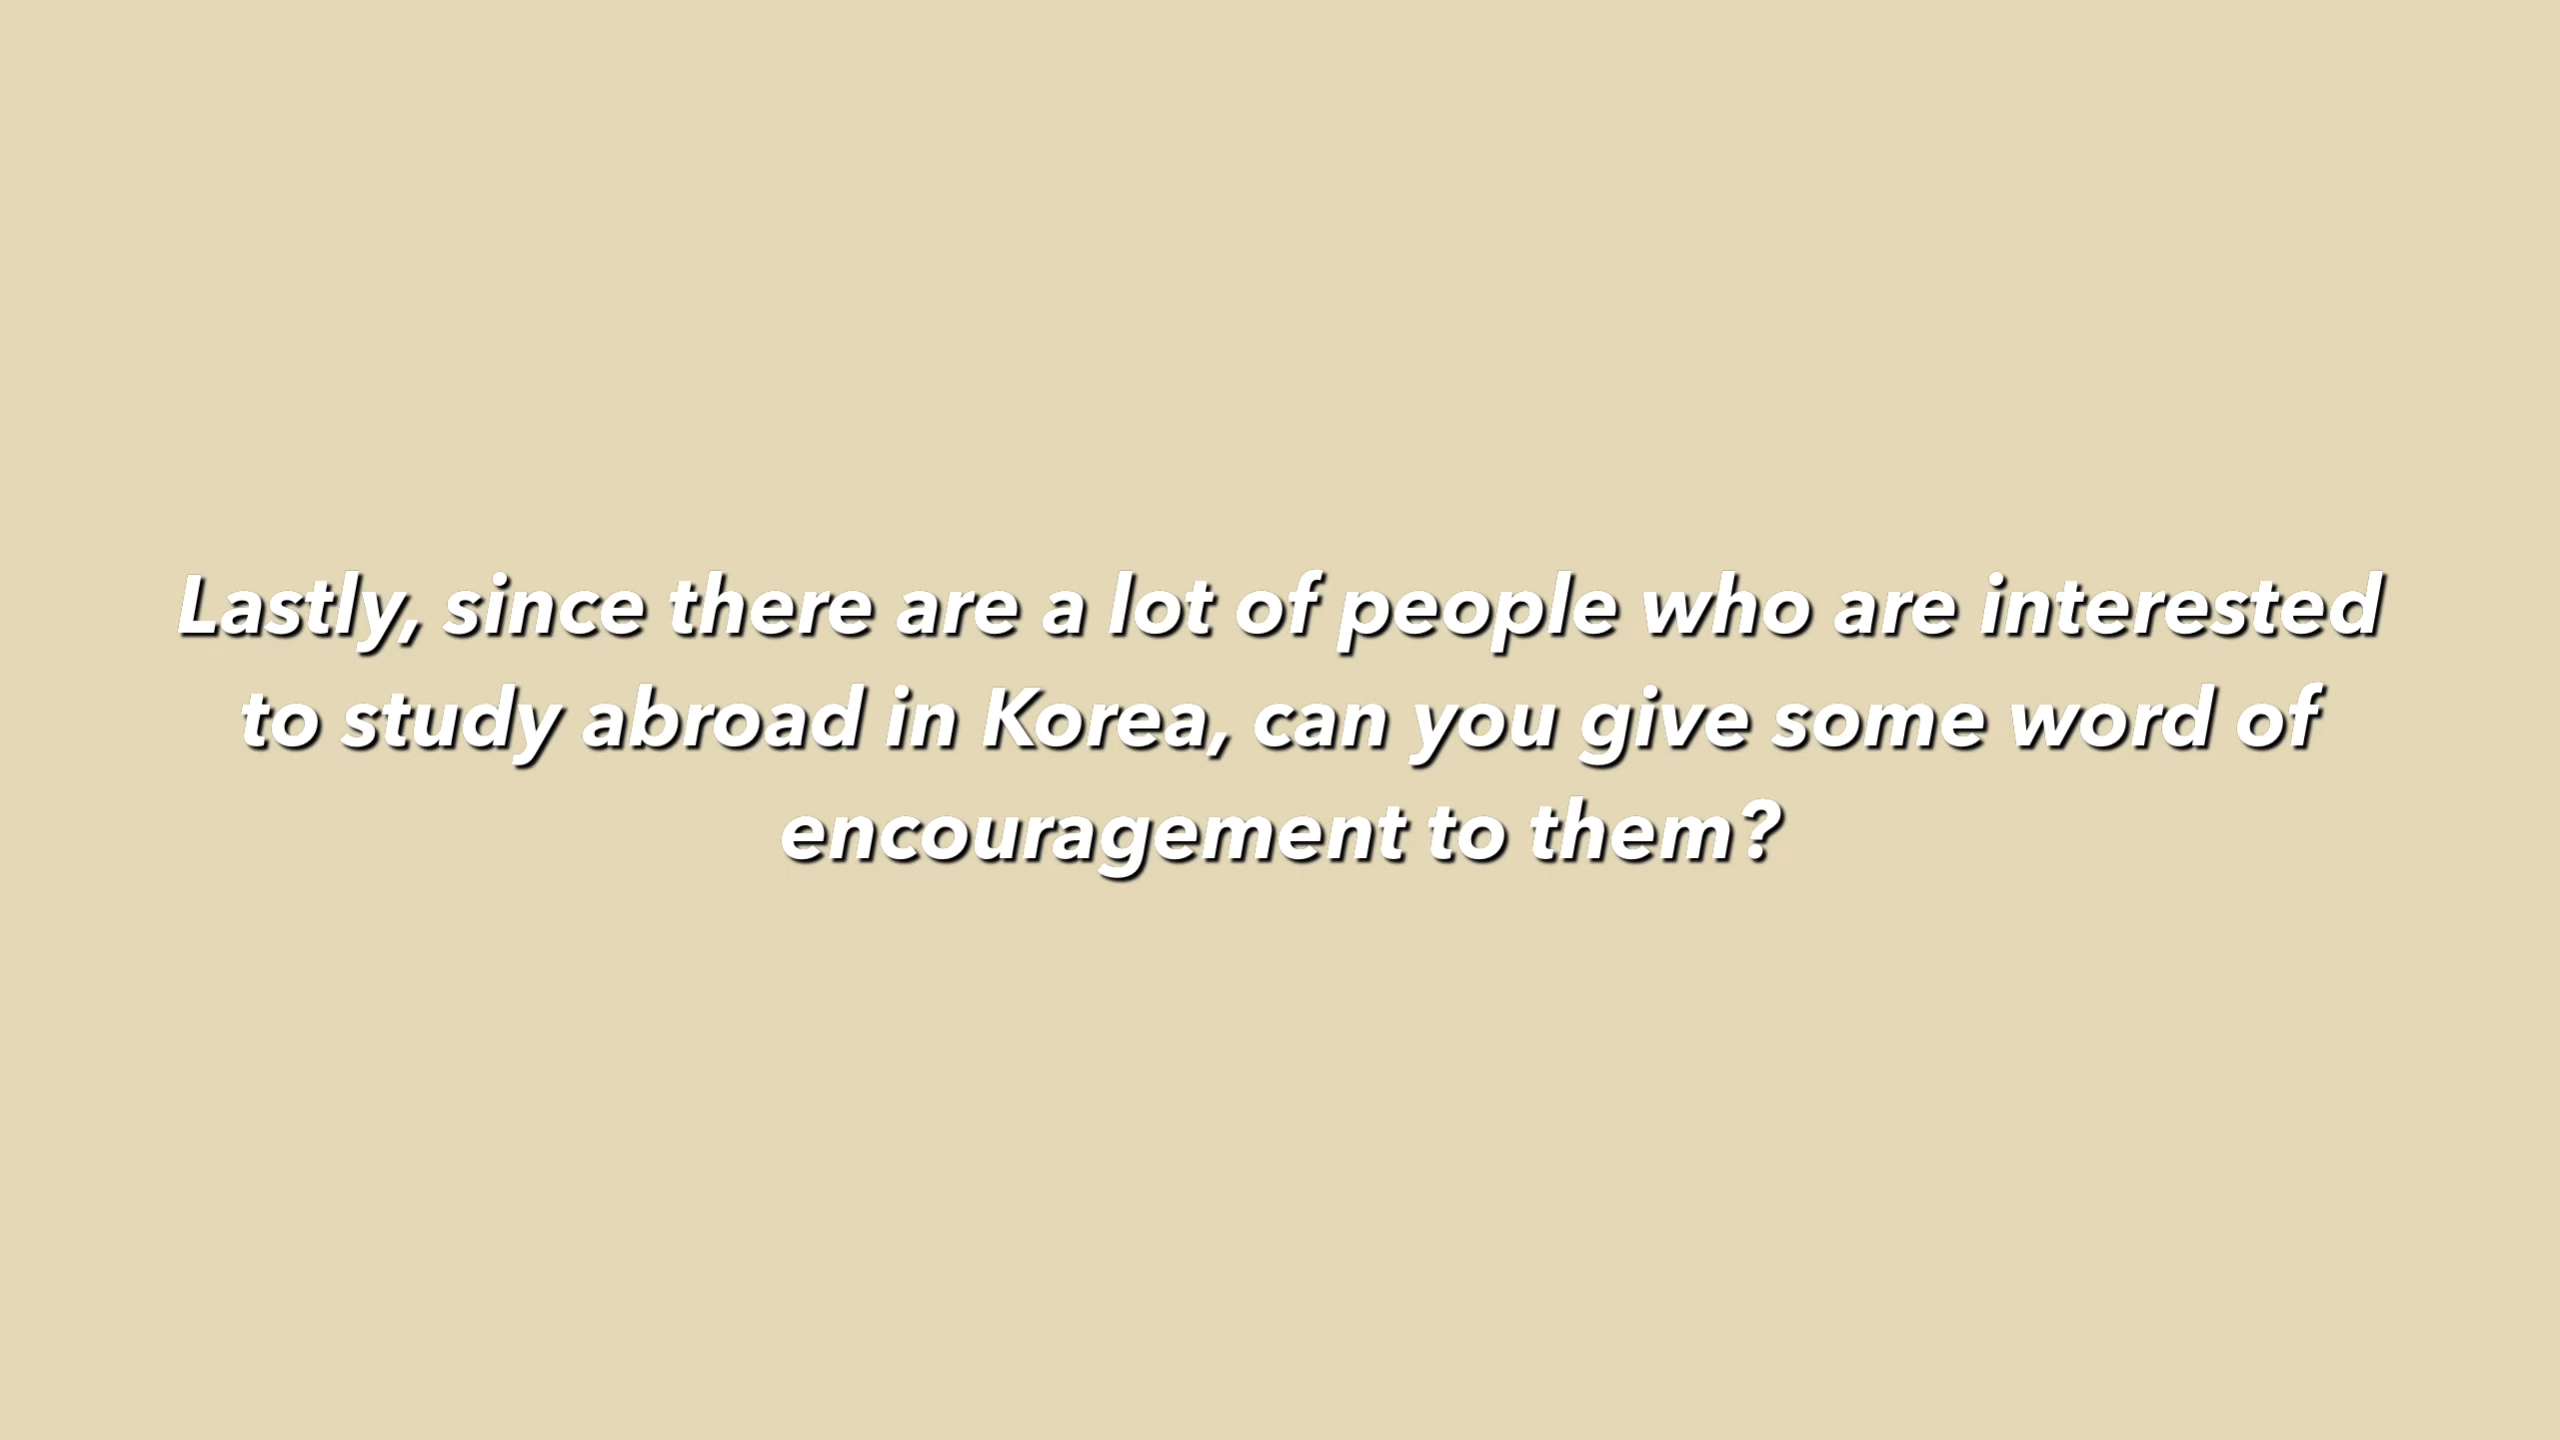 Lastly, since there are a lot of people who are interested
to study abroad in Korea, can you give some word of
encouragement to them?